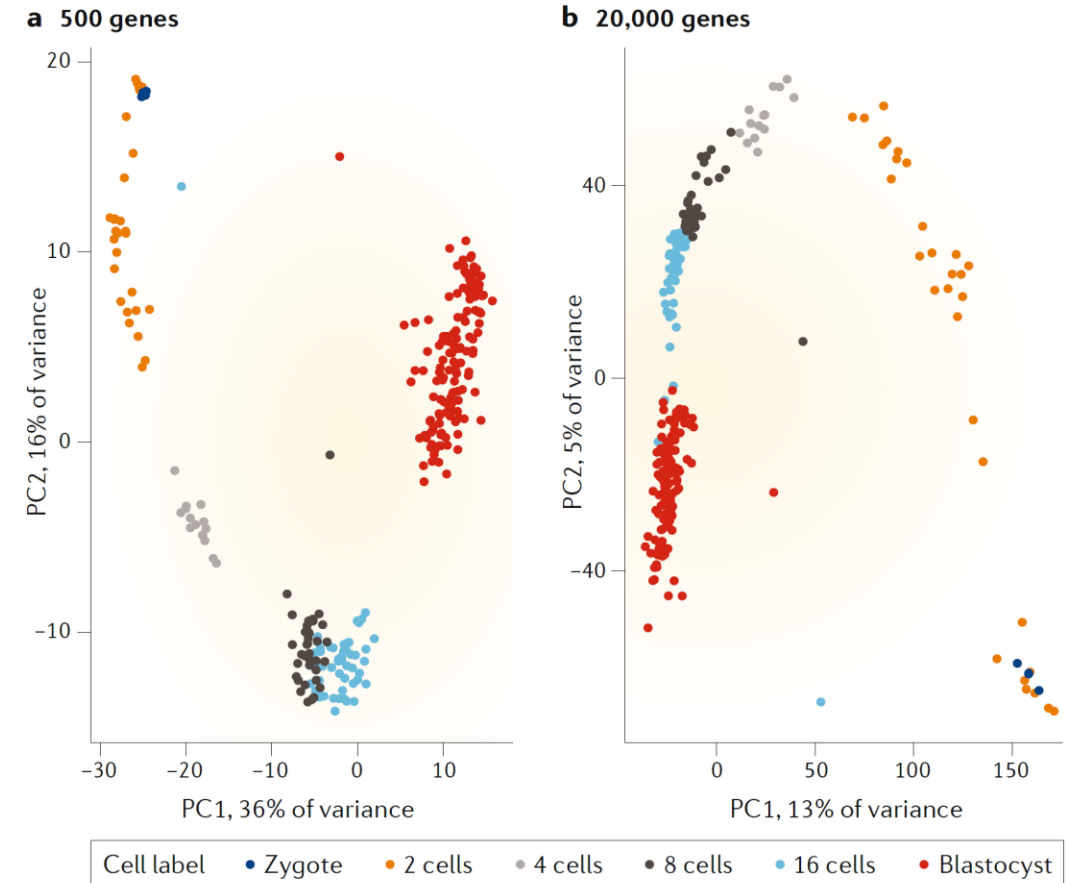 a 500 genes
20
10
0
−10
PC2, 16% of variance
−30 −20 −10 0 10
PC1, 36% of variance
b 20,000 genes
40
0
−40
PC2, 5% of variance
0 50 100 150
PC1, 13% of variance
Cell label Zygote 2 cells 4 cells 8 cells 16 cells Blastocyst